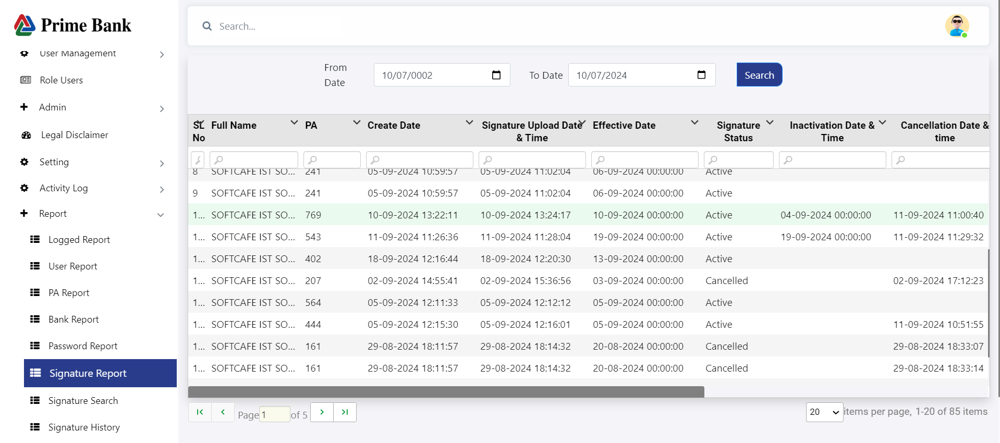 Prime Bank
Search...
User Management
Role Users
Admin
Legal Disclaimer
Setting
Activity Log
Report
Logged Report
User Report
PA Report
Bank Report
Password Report
Signature Report
Signature Search
Signature History
From Date 10/07/0002 To Date 10/07/2024 Search
SL No Full Name PA Create Date Signature Upload Date & Time Effective Date Signature Status Inactivation Date & Time Cancellation Date & time
8 SOFTCAFE IST SO... 241 05-09-2024 10:59:57 05-09-2024 11:02:04 06-09-2024 00:00:00 Active
9 SOFTCAFE IST SO... 241 05-09-2024 10:59:57 05-09-2024 11:02:04 06-09-2024 00:00:00 Active
1... SOFTCAFE IST SO... 769 10-09-2024 13:22:11 10-09-2024 13:24:17 10-09-2024 00:00:00 Active 04-09-2024 00:00:00 11-09-2024 11:00:40
1... SOFTCAFE IST SO... 543 11-09-2024 11:26:36 11-09-2024 11:28:04 19-09-2024 00:00:00 Active 19-09-2024 00:00:00 11-09-2024 11:29:32
1... SOFTCAFE IST SO... 402 18-09-2024 12:16:44 18-09-2024 12:20:30 13-09-2024 00:00:00 Active
1... SOFTCAFE IST SO... 207 02-09-2024 14:55:41 02-09-2024 15:36:56 03-09-2024 00:00:00 Cancelled 02-09-2024 17:12:23
1... SOFTCAFE IST SO... 564 05-09-2024 12:11:33 05-09-2024 12:12:12 05-09-2024 00:00:00 Active
1... SOFTCAFE IST SO... 444 05-09-2024 12:15:30 05-09-2024 12:16:01 05-09-2024 00:00:00 Active 11-09-2024 10:51:55
1... SOFTCAFE IST SO... 161 29-08-2024 18:11:57 29-08-2024 18:14:32 20-08-2024 00:00:00 Cancelled 29-08-2024 18:33:07
1... SOFTCAFE IST SO... 161 29-08-2024 18:11:57 29-08-2024 18:14:32 20-08-2024 00:00:00 Cancelled 29-08-2024 18:33:14
Page 1 of 5 20 items per page, 1-20 of 85 items